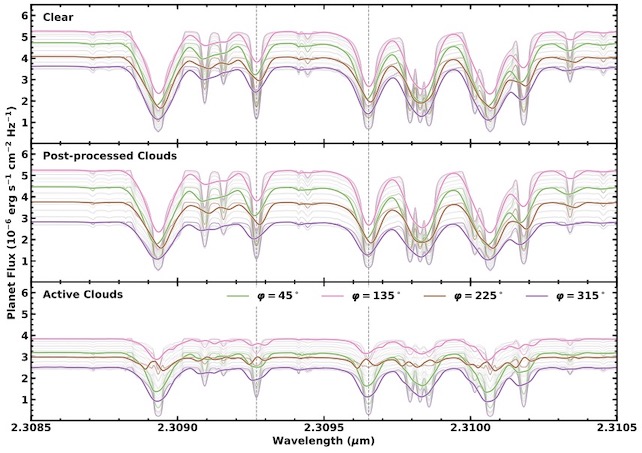 Clear
6
5
4
3
2
1
Post-processed Clouds
6
5
4
3
2
1
Active Clouds
φ = 45° φ = 135° φ = 225° φ = 315°
6
5
4
3
2
1
Planet Flux (10⁻⁶ erg s⁻¹ cm⁻² Hz⁻¹)
2.3085 2.3090 2.3095 2.3100 2.3105
Wavelength (μm)